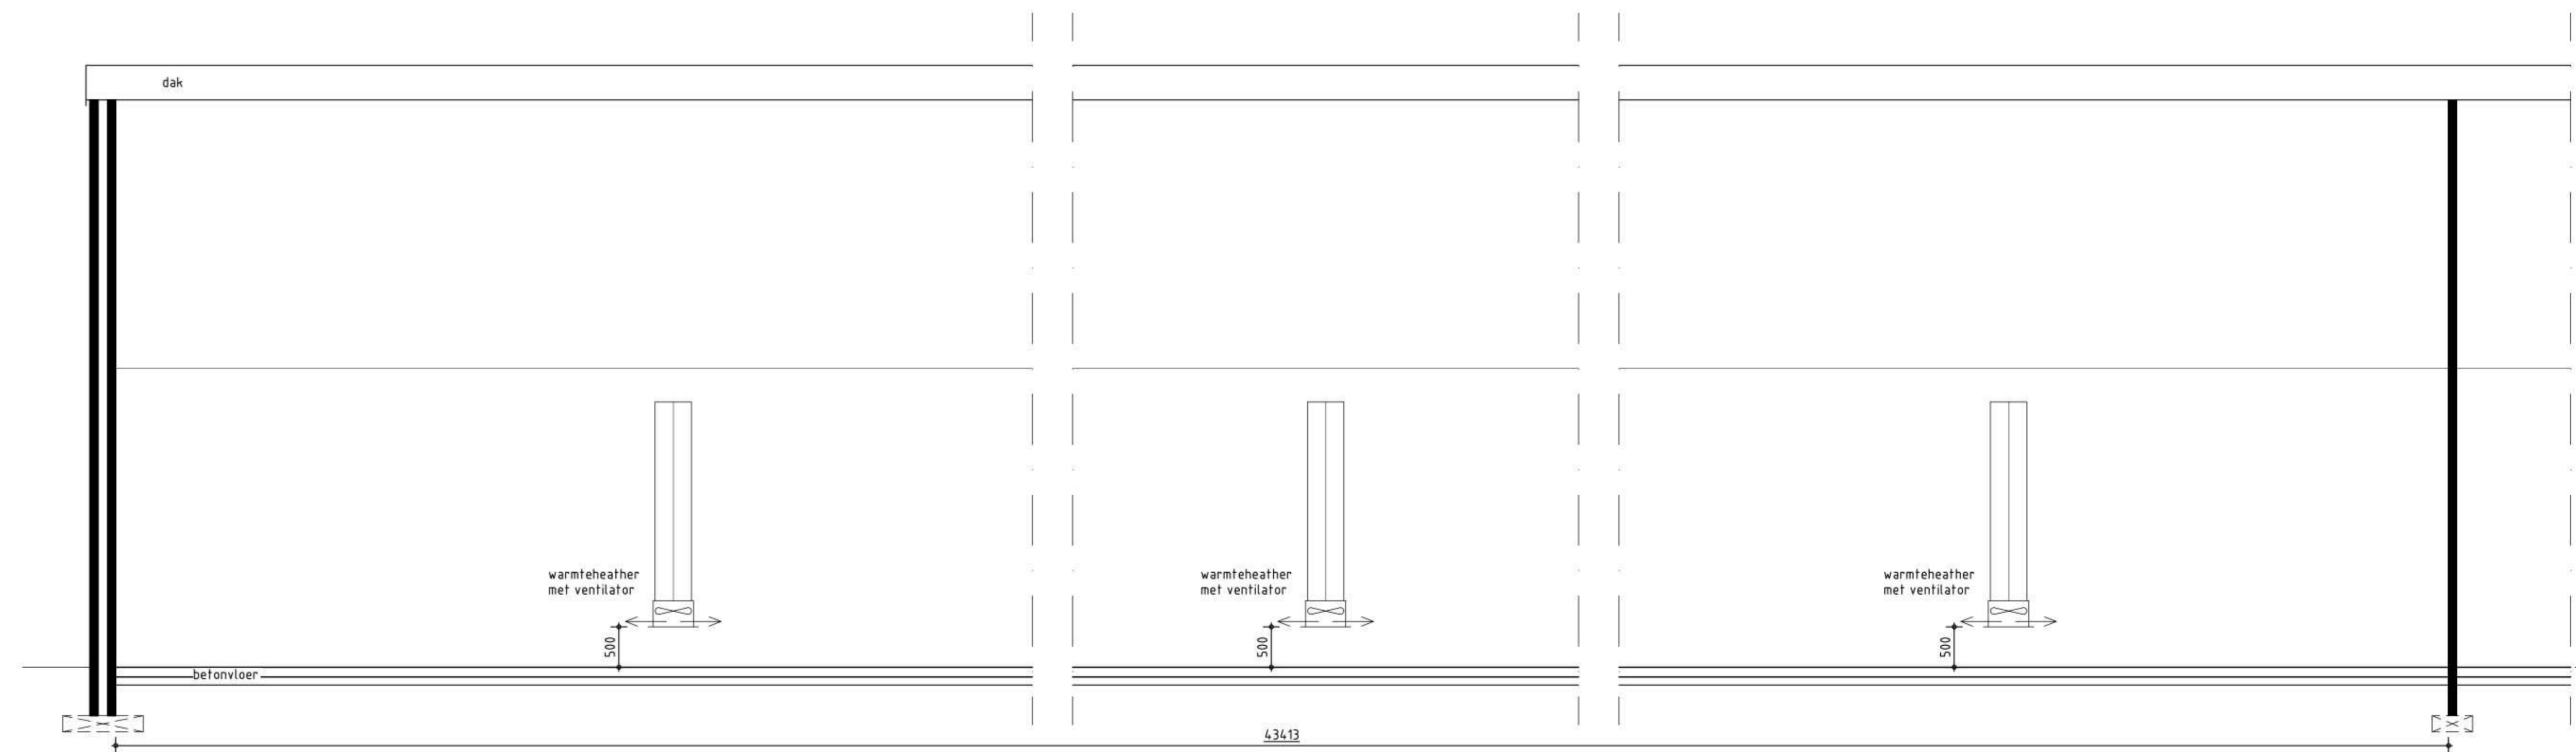 dak
warmteheather
met ventilator
500
warmteheather
met ventilator
500
warmteheather
met ventilator
500
betonvloer
43413